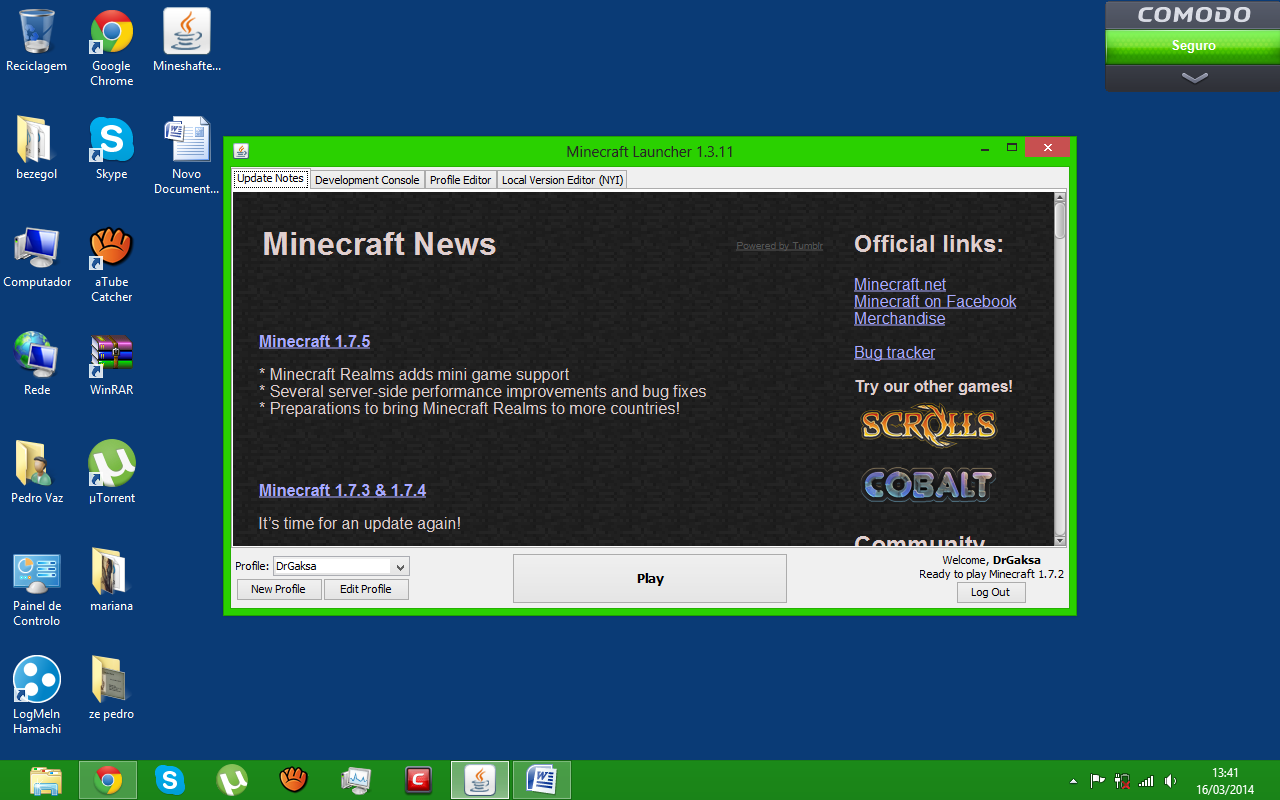 Reciclagem
Google
Chrome
Mineshafte...
bezegol
Skype
Novo
Document...
Computador
aTube
Catcher
Rede
WinRAR
Pedro Vaz
µTorrent
Painel de
Controlo
mariana
LogMeIn
Hamachi
ze pedro
COMODO
Seguro
Minecraft Launcher 1.3.11
Update Notes Development Console Profile Editor Local Version Editor (NYI)
Minecraft News
Powered by Tumblr
Minecraft 1.7.5
* Minecraft Realms adds mini game support
* Several server-side performance improvements and bug fixes
* Preparations to bring Minecraft Realms to more countries!
Minecraft 1.7.3 & 1.7.4
It’s time for an update again!
Official links:
Minecraft.net
Minecraft on Facebook
Merchandise
Bug tracker
Try our other games!
SCROLLS
COBALT
Community
Profile: DrGaksa
New Profile Edit Profile
Play
Welcome, DrGaksa
Ready to play Minecraft 1.7.2
Log Out
13:41
16/03/2014